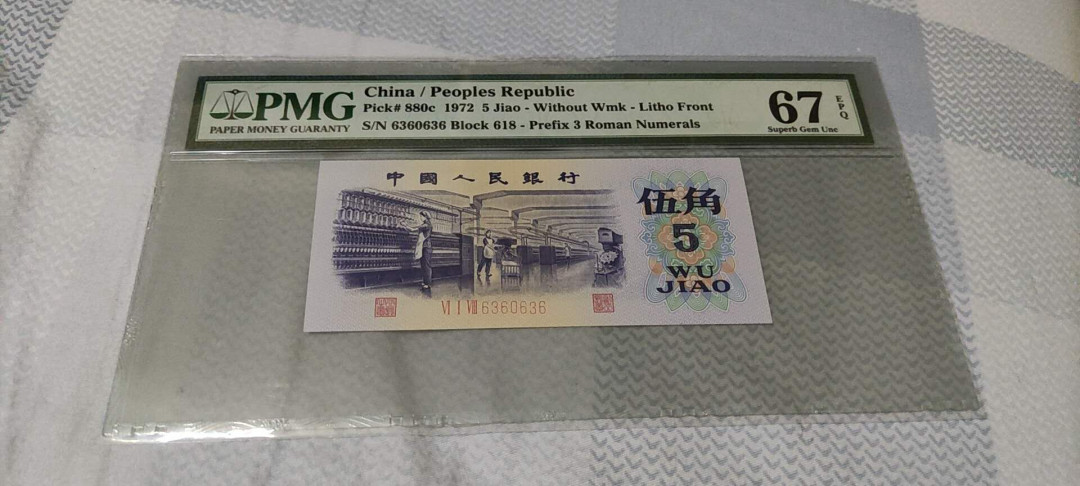 PMG
PAPER MONEY GUARANTY
China / Peoples Republic
Pick# 880c 1972 5 Jiao - Without Wmk - Litho Front
S/N 6360636 Block 618 - Prefix 3 Roman Numerals
67 EPQ
Superb Gem Unc
中國人民銀行
伍角
5
WU
JIAO
VI I VIII 6360636